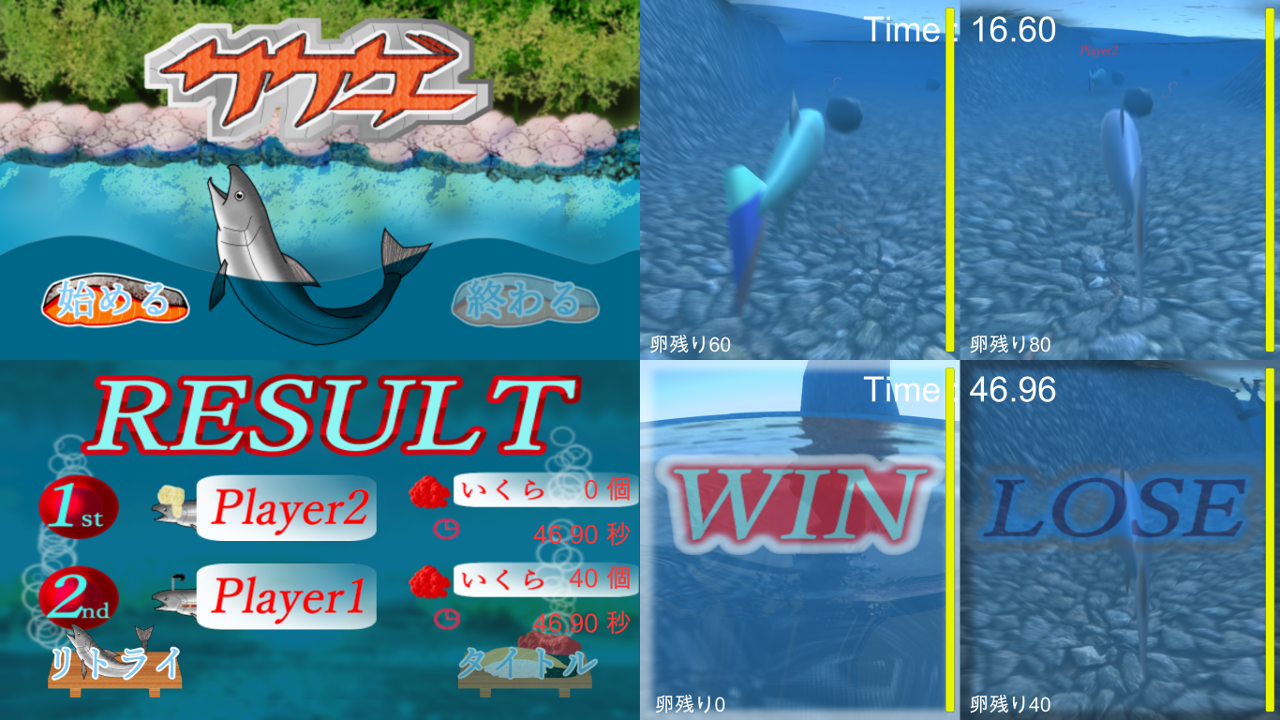 始める
終わる
Time : 16.60
Player2
卵残り60
卵残り80
RESULT
1st
Player2
いくら 0 個
46.90 秒
2nd
Player1
いくら 40 個
46.90 秒
リトライ
タイトル
Time : 46.96
WIN
LOSE
卵残り0
卵残り40